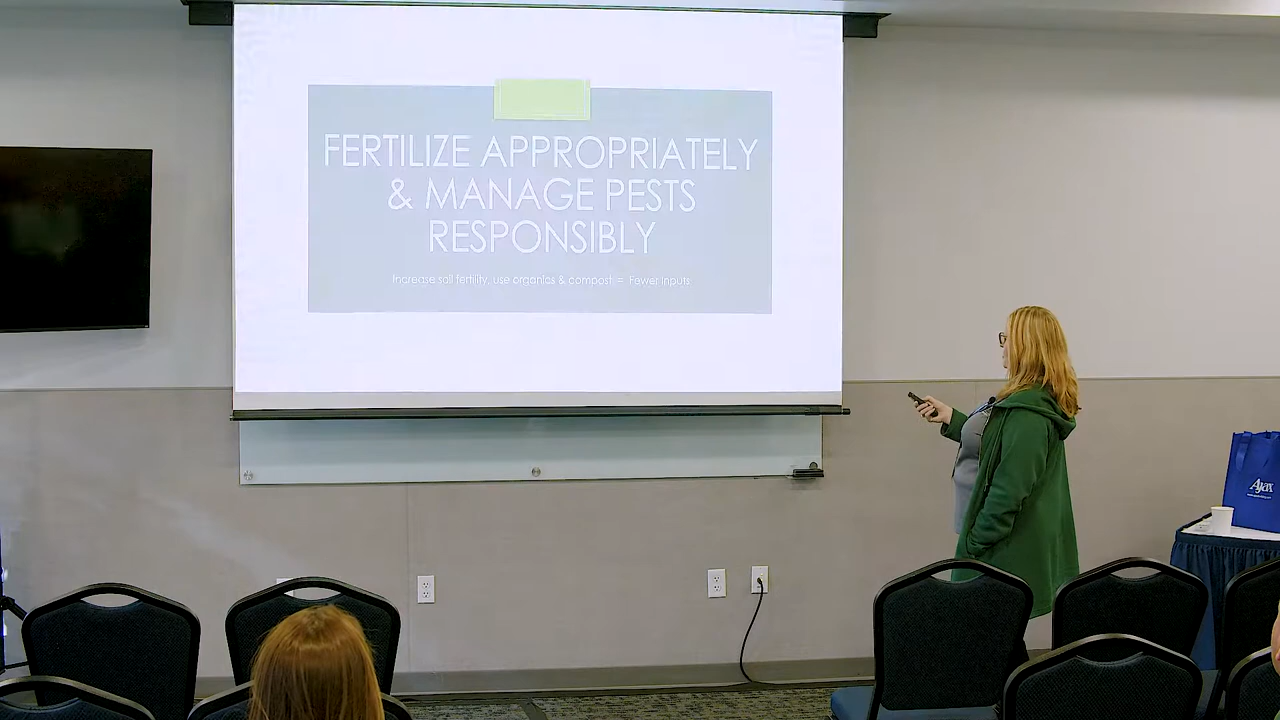 FERTILIZE APPROPRIATELY
& MANAGE PESTS
RESPONSIBLY
Increase soil fertility, use organics & compost = Fewer inputs
Ajax